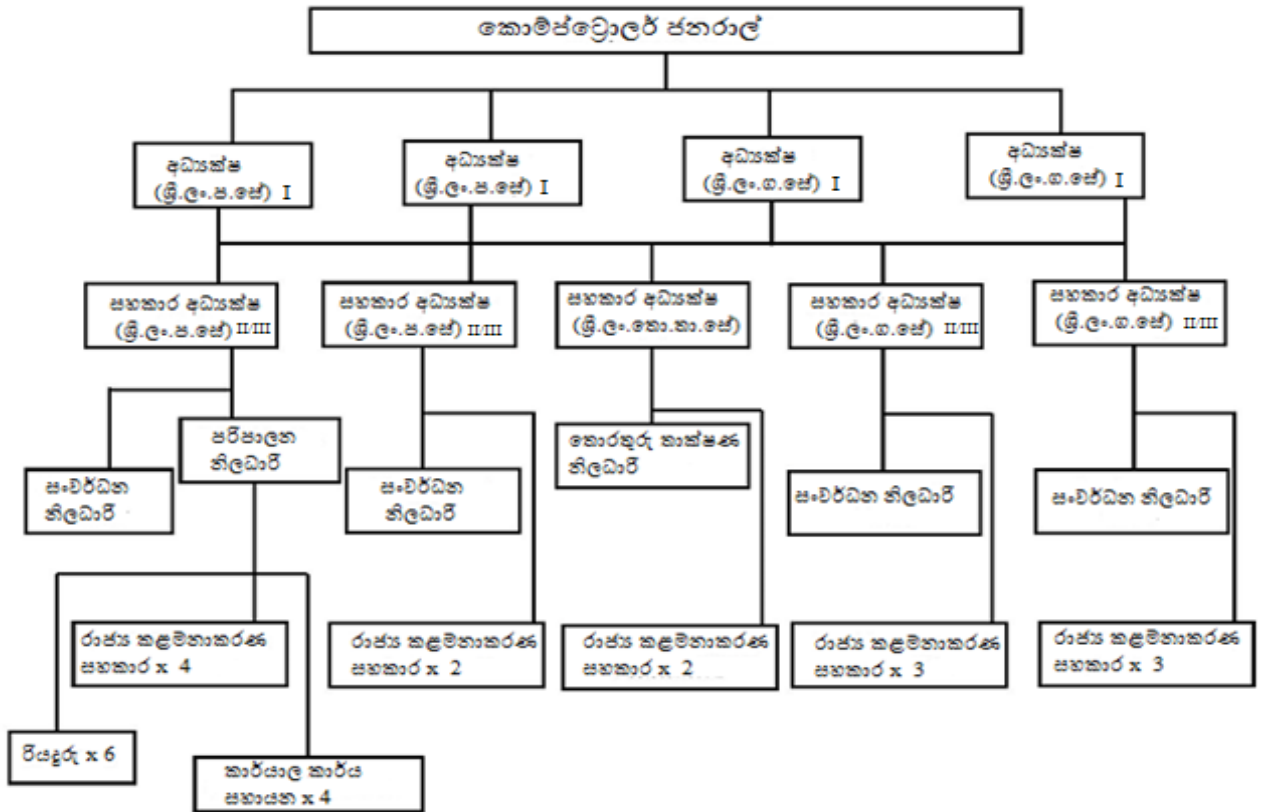 කොම්ප්ට්‍රොලර් ජනරාල්
අධ්‍යක්ෂ
(ශ්‍රී.ලං.ප.සේ) I
අධ්‍යක්ෂ
(ශ්‍රී.ලං.ප.සේ) I
අධ්‍යක්ෂ
(ශ්‍රී.ලං.ග.සේ) I
අධ්‍යක්ෂ
(ශ්‍රී.ලං.ග.සේ) I
සහකාර අධ්‍යක්ෂ
(ශ්‍රී.ලං.ප.සේ) II/III
සහකාර අධ්‍යක්ෂ
(ශ්‍රී.ලං.ප.සේ) II/III
සහකාර අධ්‍යක්ෂ
(ශ්‍රී.ලං.තො.තා.සේ)
සහකාර අධ්‍යක්ෂ
(ශ්‍රී.ලං.ග.සේ) II/III
සහකාර අධ්‍යක්ෂ
(ශ්‍රී.ලං.ග.සේ) II/III
පරිපාලන
නිලධාරී
සංවර්ධන
නිලධාරී
සංවර්ධන
නිලධාරී
තොරතුරු තාක්ෂණ
නිලධාරී
සංවර්ධන නිලධාරී
සංවර්ධන නිලධාරී
රාජ්‍ය කළමනාකරණ
සහකාර x 4
රාජ්‍ය කළමනාකරණ
සහකාර x 2
රාජ්‍ය කළමනාකරණ
සහකාර x 2
රාජ්‍ය කළමනාකරණ
සහකාර x 3
රාජ්‍ය කළමනාකරණ
සහකාර x 3
රියදුරු x 6
කාර්යාල කාර්ය
සහායන x 4